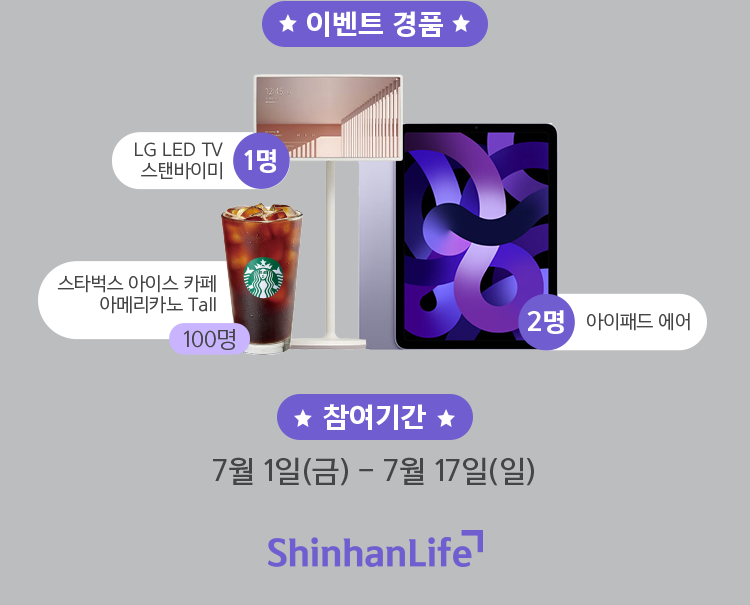 이벤트 경품
LG LED TV
스탠바이미
1명
스타벅스 아이스 카페
아메리카노 Tall
100명
2명
아이패드 에어
참여기간
7월 1일(금) – 7월 17일(일)
ShinhanLife